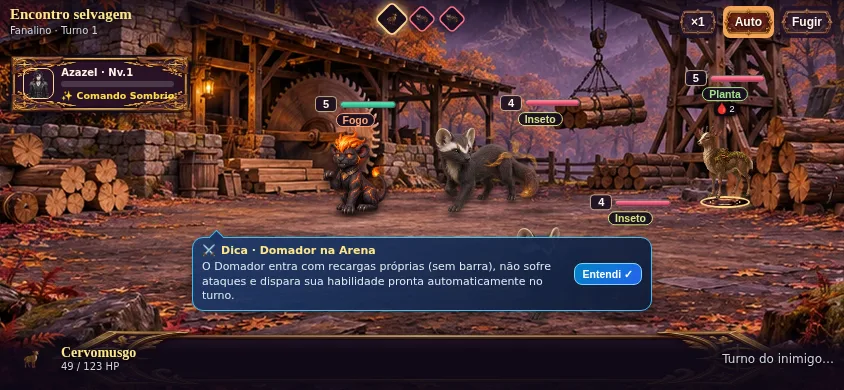 Encontro selvagem
Fanalino · Turno 1
×1
Auto
Fugir
Azazel · Nv.1
✨ Comando Sombrio
5
Fogo
4
Inseto
5
Planta
2
4
Inseto
⚔️ Dica · Domador na Arena
O Domador entra com recargas próprias (sem barra), não sofre
ataques e dispara sua habilidade pronta automaticamente no
turno.
Entendi ✓
Cervomusgo
49 / 123 HP
Turno do inimigo...